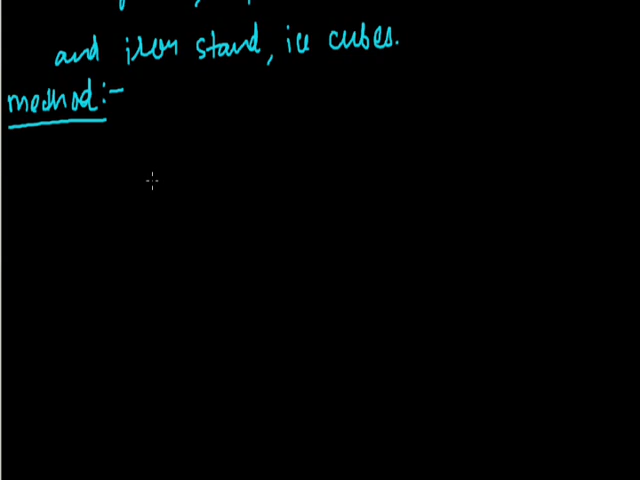 and iron stand, ice cubes.
method:-